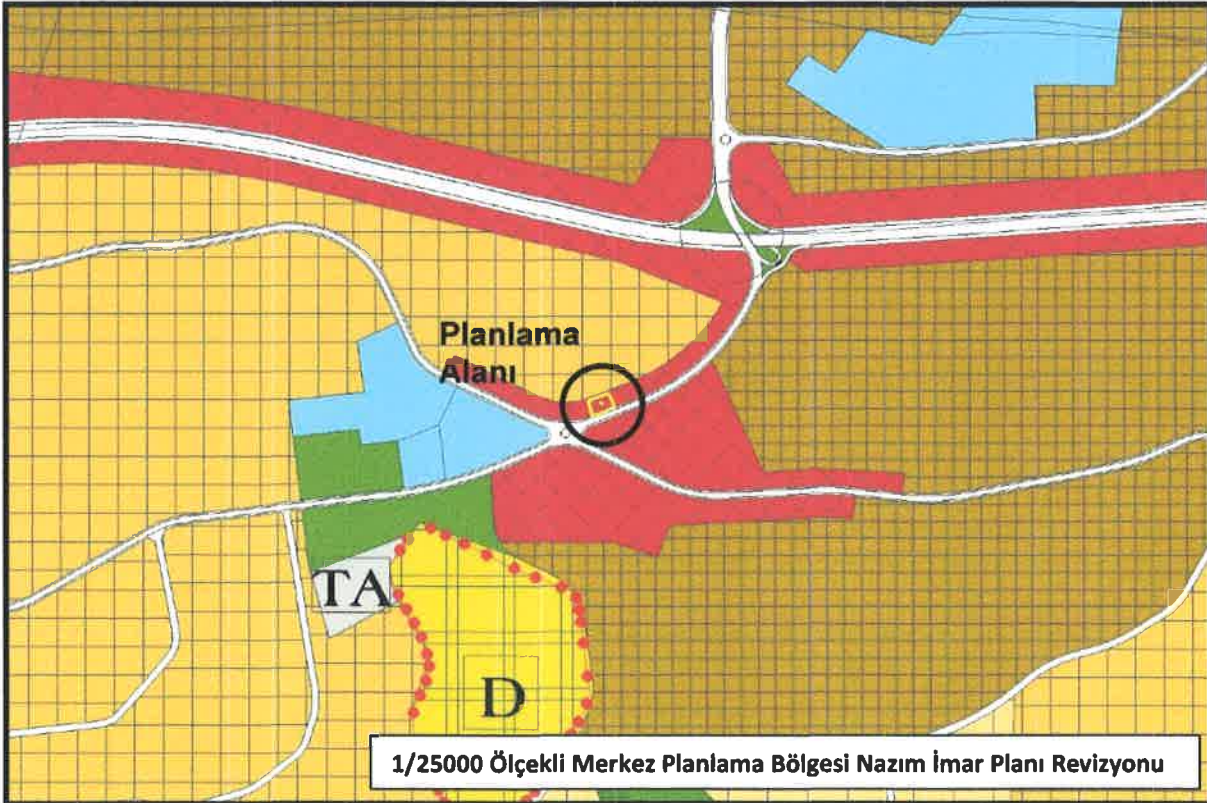 Planlama
Alanı
TA
D
1/25000 Ölçekli Merkez Planlama Bölgesi Nazım İmar Planı Revizyonu